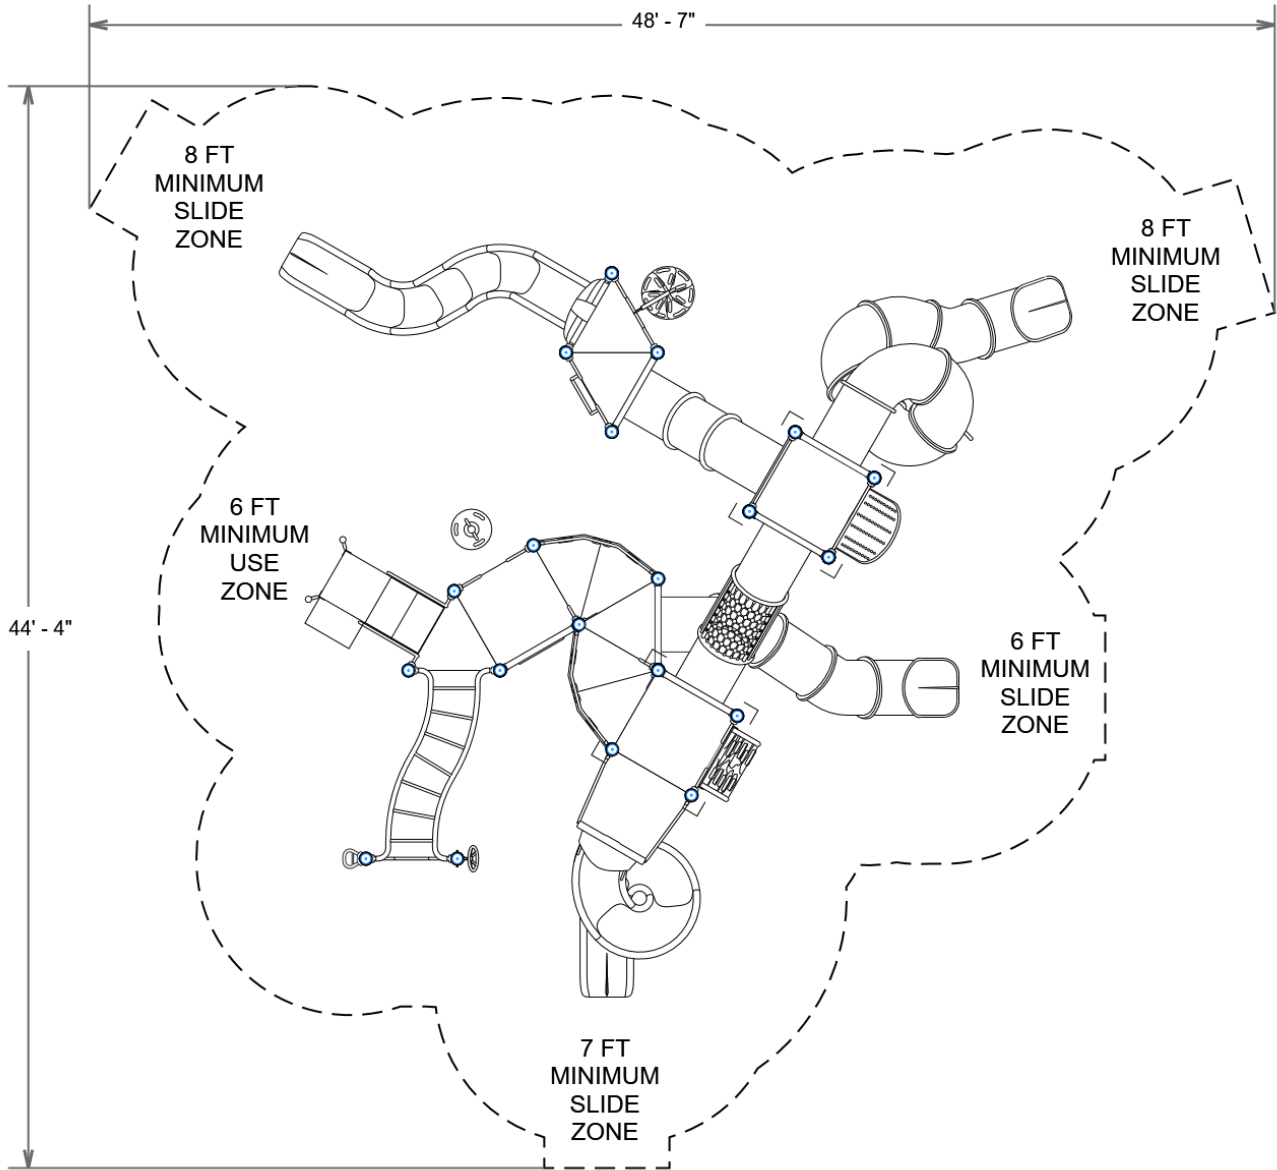 48' - 7"
8 FT
MINIMUM
SLIDE
ZONE
8 FT
MINIMUM
SLIDE
ZONE
6 FT
MINIMUM
USE
ZONE
44' - 4"
6 FT
MINIMUM
SLIDE
ZONE
7 FT
MINIMUM
SLIDE
ZONE